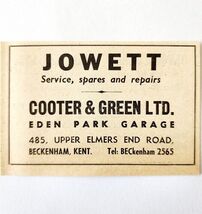 JOWETT
Service, spares and repairs
COOTER & GREEN LTD.
EDEN PARK GARAGE
485, UPPER ELMERS END ROAD,
BECKENHAM, KENT. Tel: BECkenham 2565